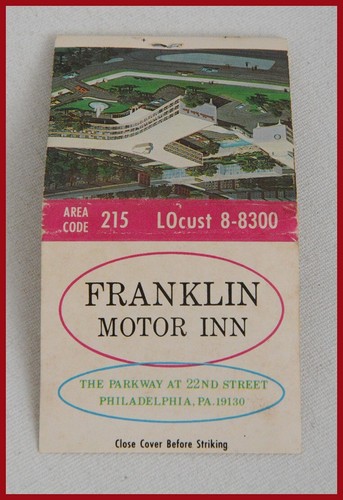 AREA CODE 215 LOcust 8-8300
FRANKLIN
MOTOR INN
THE PARKWAY AT 22ND STREET
PHILADELPHIA, PA. 19130
Close Cover Before Striking